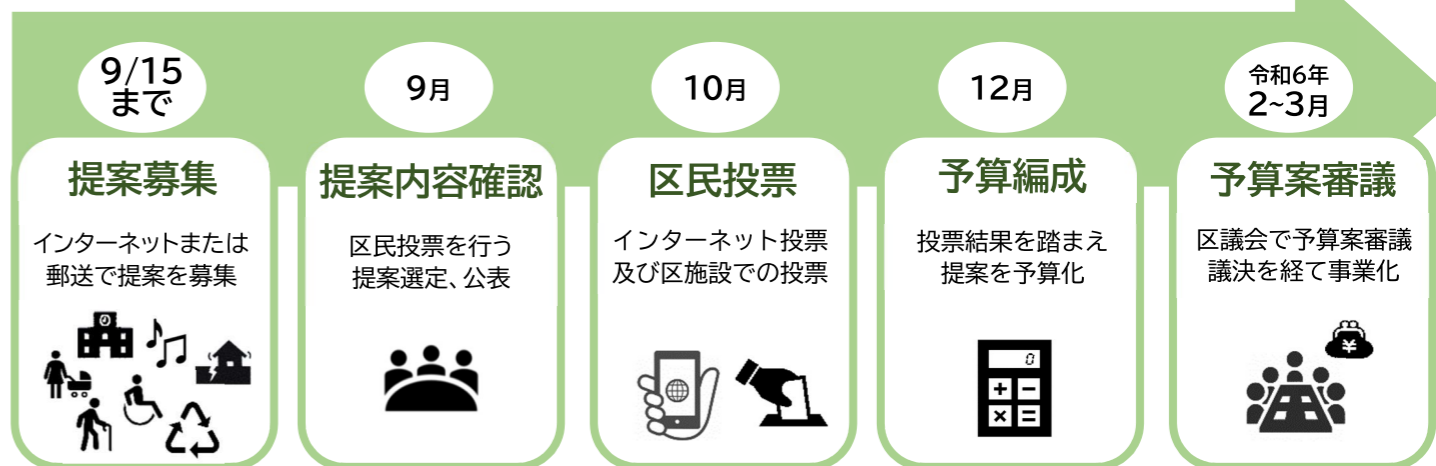 9/15
まで
提案募集
インターネットまたは
郵送で提案を募集
9月
提案内容確認
区民投票を行う
提案選定、公表
10月
区民投票
インターネット投票
及び区施設での投票
12月
予算編成
投票結果を踏まえ
提案を予算化
0
+ −
× =
令和6年
2~3月
予算案審議
区議会で予算案審議
議決を経て事業化
¥